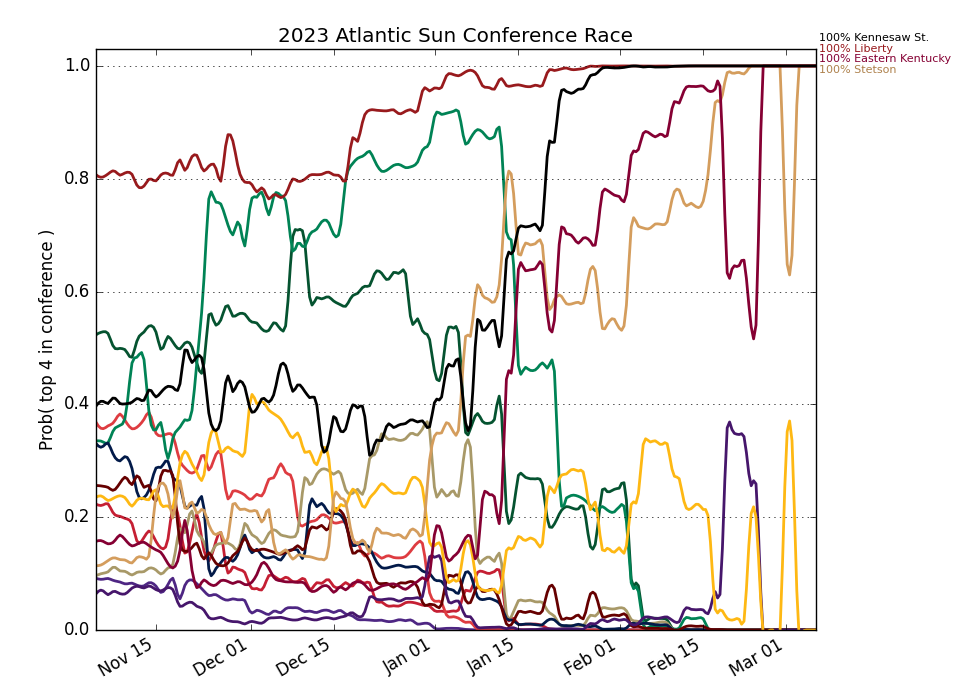 2023 Atlantic Sun Conference Race
100% Kennesaw St.
100% Liberty
100% Eastern Kentucky
100% Stetson
Prob( top 4 in conference )
1.0
0.8
0.6
0.4
0.2
0.0
Nov 15
Dec 01
Dec 15
Jan 01
Jan 15
Feb 01
Feb 15
Mar 01